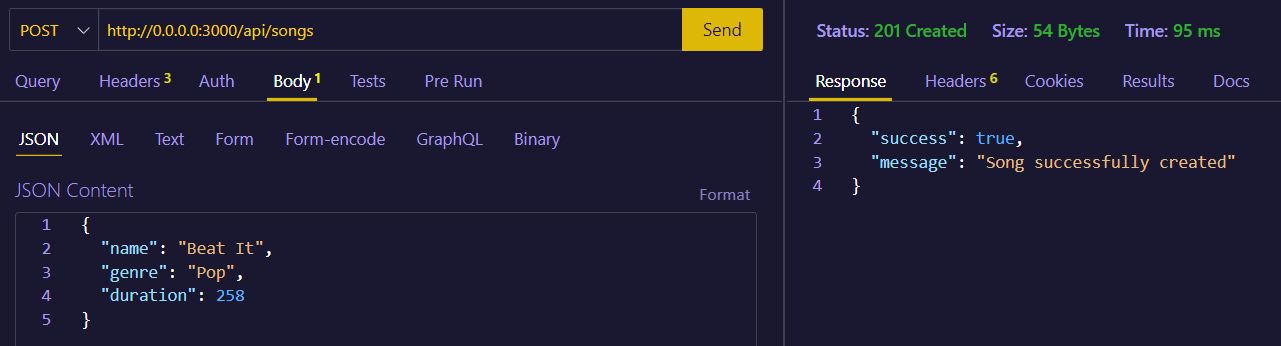 POST http://0.0.0.0:3000/api/songs Send
Query Headers 3 Auth Body 1 Tests Pre Run
JSON XML Text Form Form-encode GraphQL Binary
JSON Content
Format
1 {
2 "name": "Beat It",
3 "genre": "Pop",
4 "duration": 258
5 }
Status: 201 Created Size: 54 Bytes Time: 95 ms
Response Headers 6 Cookies Results Docs
1 {
2 "success": true,
3 "message": "Song successfully created"
4 }